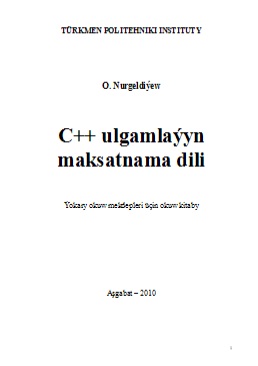 TÜRKMEN POLITEHNIKI INSTITUTY
O. Nurgeldiýew
C++ ulgamlaýyn
maksatnama dili
Ýokary okuw mekdepleri üçin okuw kitaby
Aşgabat – 2010
1